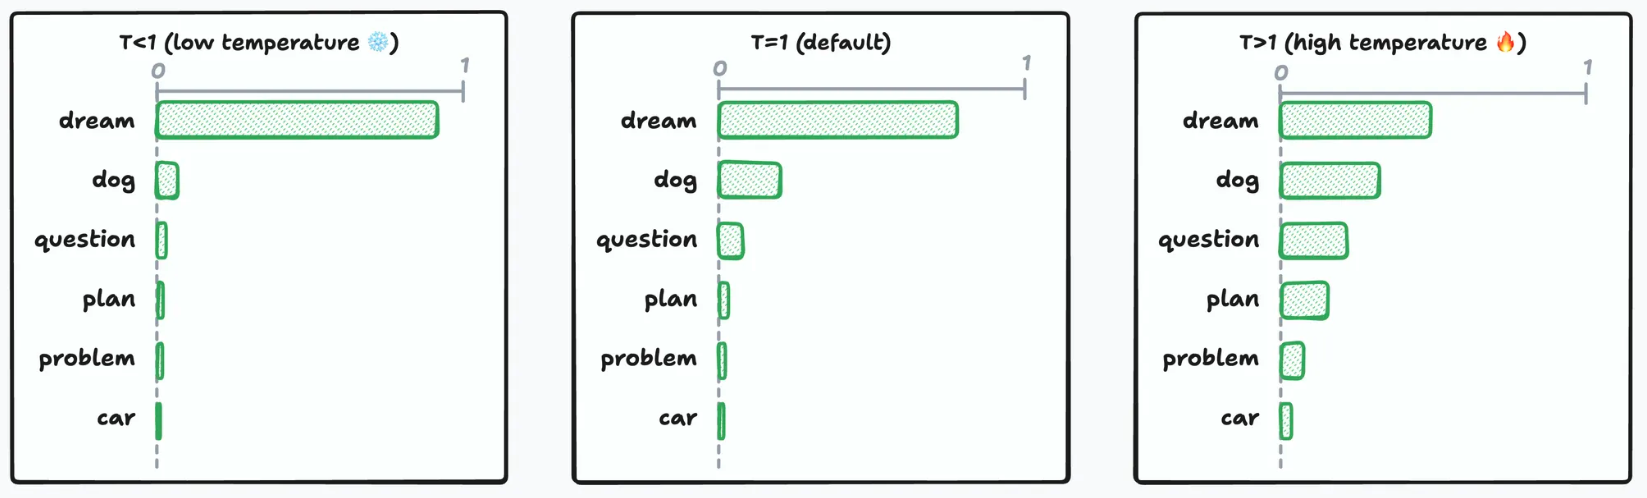 T<1 (low temperature ❄️)
0 1
dream
dog
question
plan
problem
car
T=1 (default)
0 1
dream
dog
question
plan
problem
car
T>1 (high temperature 🔥)
0 1
dream
dog
question
plan
problem
car